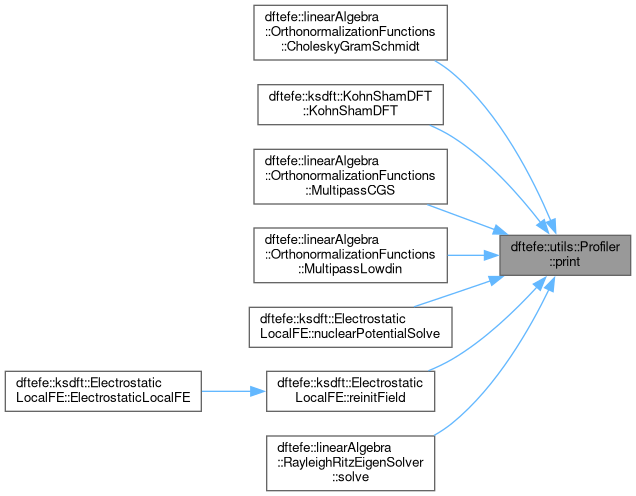 dftefe::linearAlgebra
::OrthonormalizationFunctions
::CholeskyGramSchmidt
dftefe::ksdft::KohnShamDFT
::KohnShamDFT
dftefe::linearAlgebra
::OrthonormalizationFunctions
::MultipassCGS
dftefe::utils::Profiler
::print
dftefe::linearAlgebra
::OrthonormalizationFunctions
::MultipassLowdin
dftefe::ksdft::Electrostatic
LocalFE::nuclearPotentialSolve
dftefe::ksdft::Electrostatic
LocalFE::ElectrostaticLocalFE
dftefe::ksdft::Electrostatic
LocalFE::reinitField
dftefe::linearAlgebra
::RayleighRitzEigenSolver
::solve